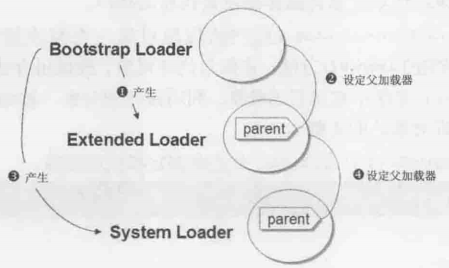 Bootstrap Loader
❶ 产生
❷ 设定父加载器
parent
Extended Loader
❸ 产生
❹设定父加载器
parent
System Loader